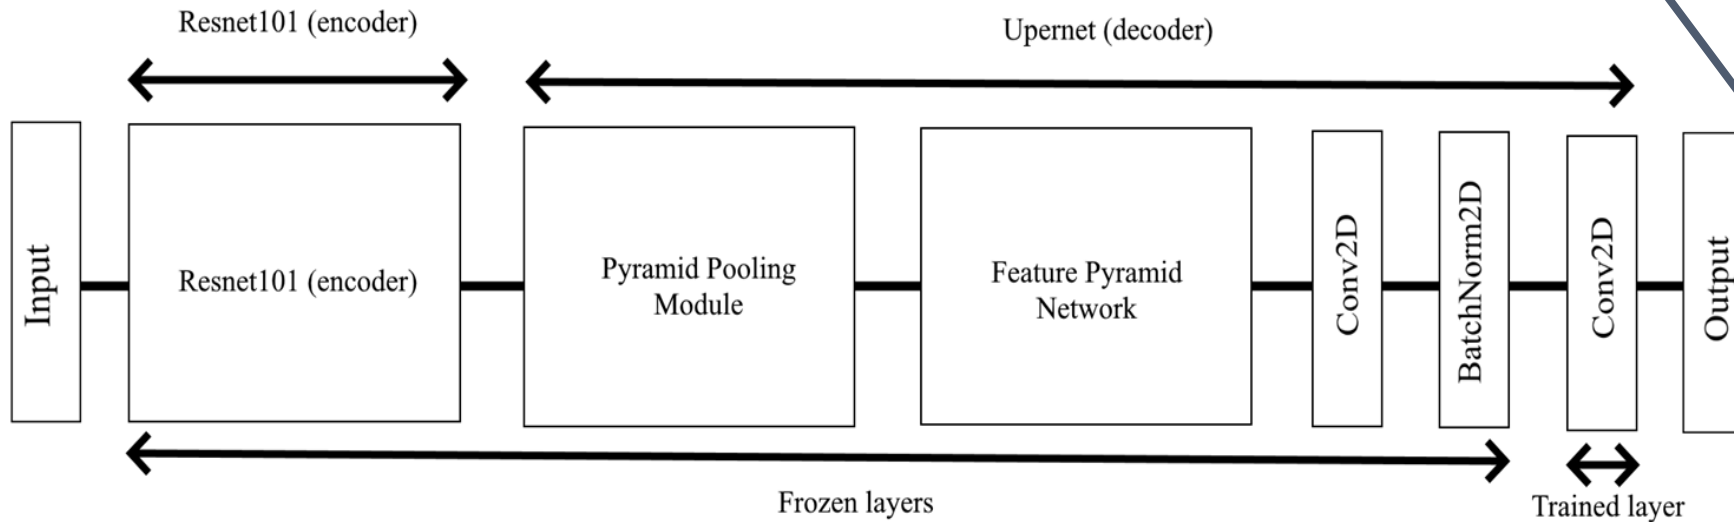 Resnet101 (encoder)
Upernet (decoder)
Input
Resnet101 (encoder)
Pyramid Pooling
Module
Feature Pyramid
Network
Conv2D
BatchNorm2D
Conv2D
Output
Frozen layers
Trained layer